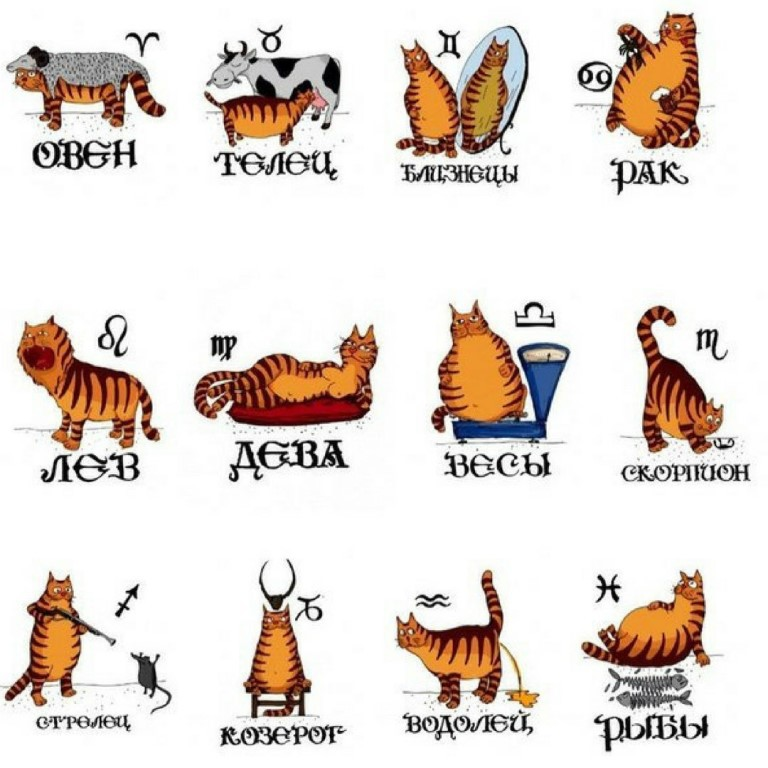 ОВЕН
ТЕЛЕЦ
БЛИЗНЕЦЫ
РАК
ЛЕВ
ДЕВА
ВЕСЫ
СКОРПИОН
СТРЕЛЕЦ
КОЗЕРОГ
ВОДОЛЕЙ
РЫБЫ